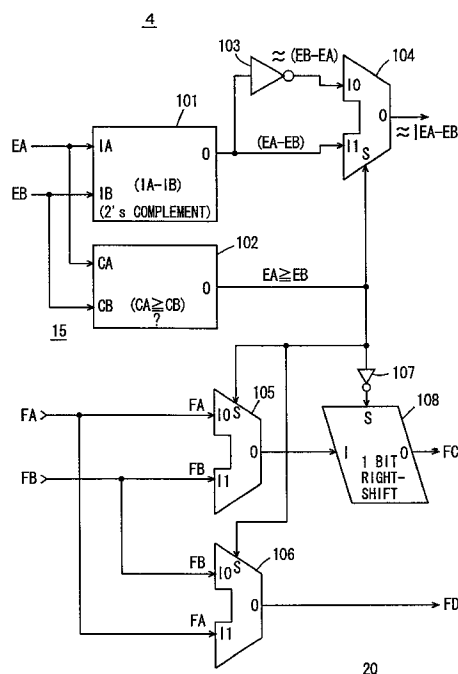 4
103
≈ (EB-EA)
104
101
I0
O
≈ |EA-EB
EA
IA
O
(EA-EB)
I1
S
(IA-IB)
EB
IB
(2's COMPLEMENT)
102
CA
O
EA≧EB
(CA≧CB)
CB
?
15
107
105
108
FA
FA
I0
S
S
O
I
O
FC
FB
FB
I1
1 BIT
RIGHT-
SHIFT
106
FB
I0
S
O
FD
FA
I1
20